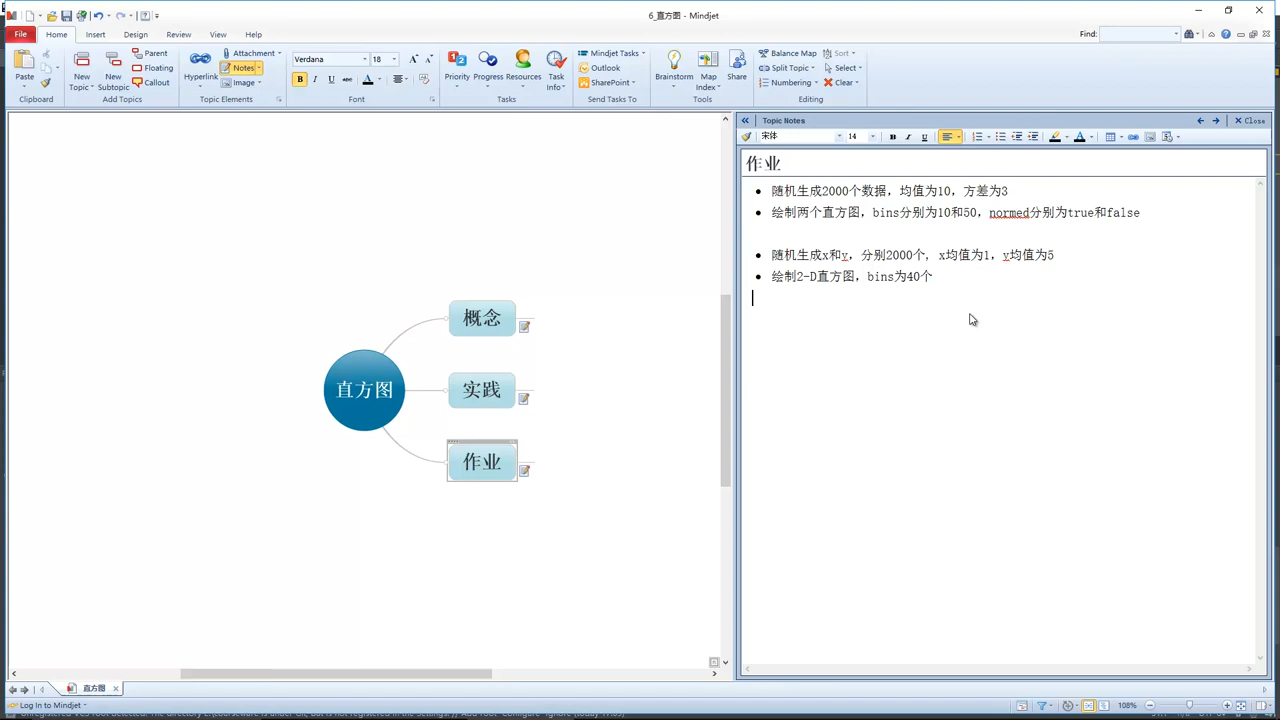 6_直方图 - Mindjet
File
Home
Insert
Design
Review
View
Help
Find:
Paste
New Topic
New Subtopic
Parent
Floating
Callout
Hyperlink
Attachment
Notes
Image
Verdana
18
B
I
U
A
Priority
Progress
Resources
Task Info
Mindjet Tasks
Outlook
SharePoint
Brainstorm
Map Index
Share
Balance Map
Split Topic
Numbering
Sort
Select
Clear
Clipboard
Add Topics
Topic Elements
Font
Tasks
Send Tasks To
Tools
Editing
Topic Notes
Close
宋体
14
B
I
U
作业
随机生成2000个数据，均值为10，方差为3
绘制两个直方图，bins分别为10和50，normed分别为true和false
随机生成x和y，分别2000个，x均值为1，y均值为5
绘制2-D直方图，bins为40个
直方图
概念
实践
作业
直方图
Log In to Mindjet
108%